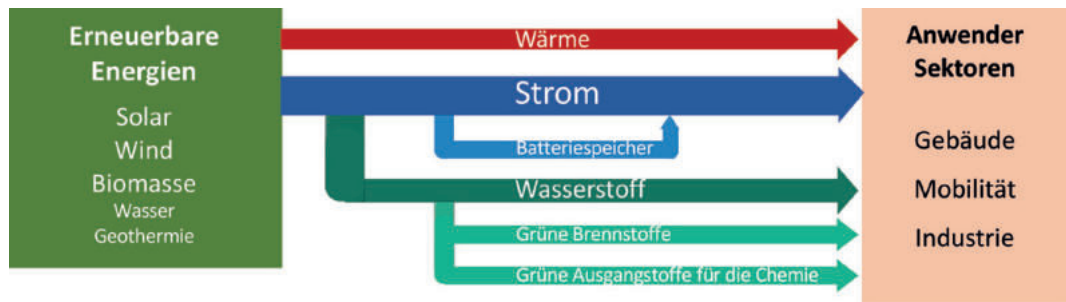 Erneuerbare
Energien
Solar
Wind
Biomasse
Wasser
Geothermie
Wärme
Strom
Batteriespeicher
Wasserstoff
Grüne Brennstoffe
Grüne Ausgangstoffe für die Chemie
Anwender
Sektoren
Gebäude
Mobilität
Industrie